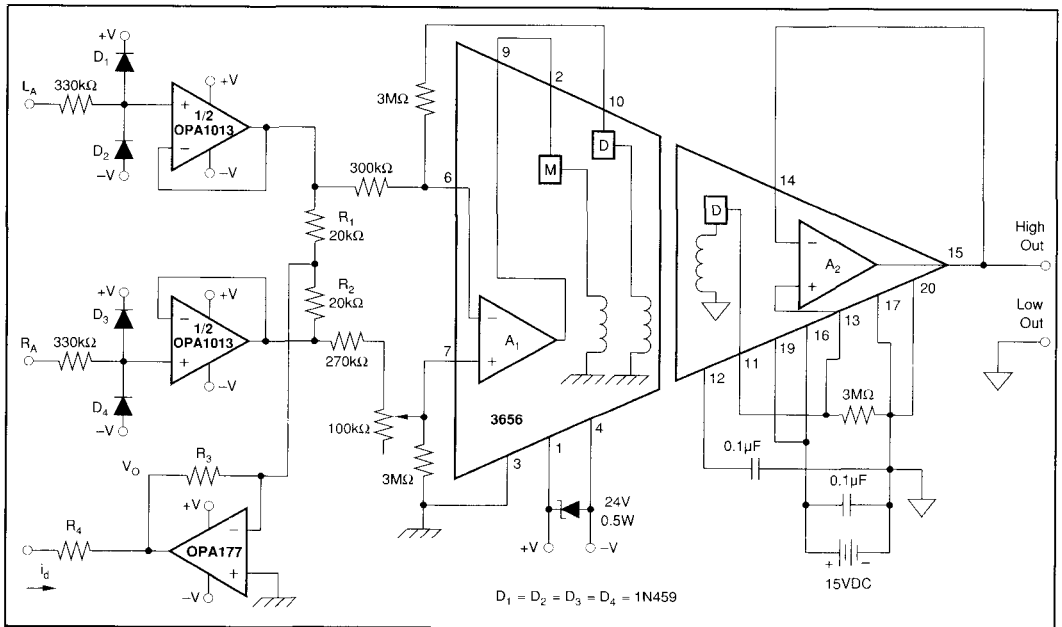 +V
D1
LA
330kΩ
+
1/2
OPA1013
−
+V
D2
−V
−V
9
2
10
3MΩ
D
M
300kΩ
6
R1
20kΩ
R2
20kΩ
D3
+V
+V
−
1/2
OPA1013
+
RA
330kΩ
D4
−V
−V
270kΩ
7
−
A1
+
100kΩ
3656
3MΩ
3
1
4
24V
0.5W
+V
−V
VO
R3
+V
R4
OPA177
−
+
id
−V
14
D
−
A2
+
15
High
Out
Low
Out
20
17
13
16
19
11
12
3MΩ
0.1µF
0.1µF
+
−
15VDC
D1 = D2 = D3 = D4 = 1N459